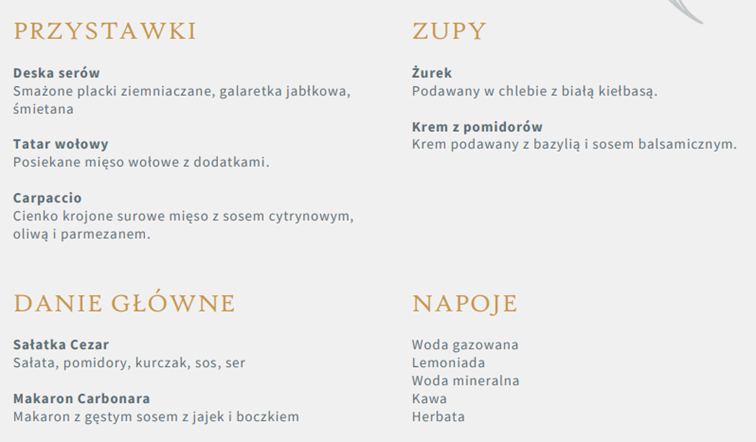 PRZYSTAWKI
Deska serów
Smażone placki ziemniaczane, galaretka jabłkowa,
śmietana
Tatar wołowy
Posiekane mięso wołowe z dodatkami.
Carpaccio
Cienko krojone surowe mięso z sosem cytrynowym,
oliwą i parmezanem.
ZUPY
Żurek
Podawany w chlebie z białą kiełbasą.
Krem z pomidorów
Krem podawany z bazylią i sosem balsamicznym.
DANIE GŁÓWNE
Sałatka Cezar
Sałata, pomidory, kurczak, sos, ser
Makaron Carbonara
Makaron z gęstym sosem z jajek i boczkiem
NAPOJE
Woda gazowana
Lemoniada
Woda mineralna
Kawa
Herbata